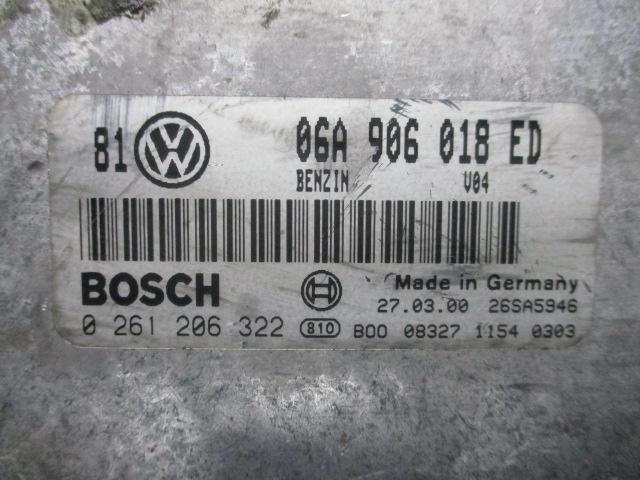 81 VW 06A 906 018 ED
BENZIN V04
BOSCH Made in Germany
27.03.00 26SA5946
0 261 206 322 810 B00 08327 1154 0303